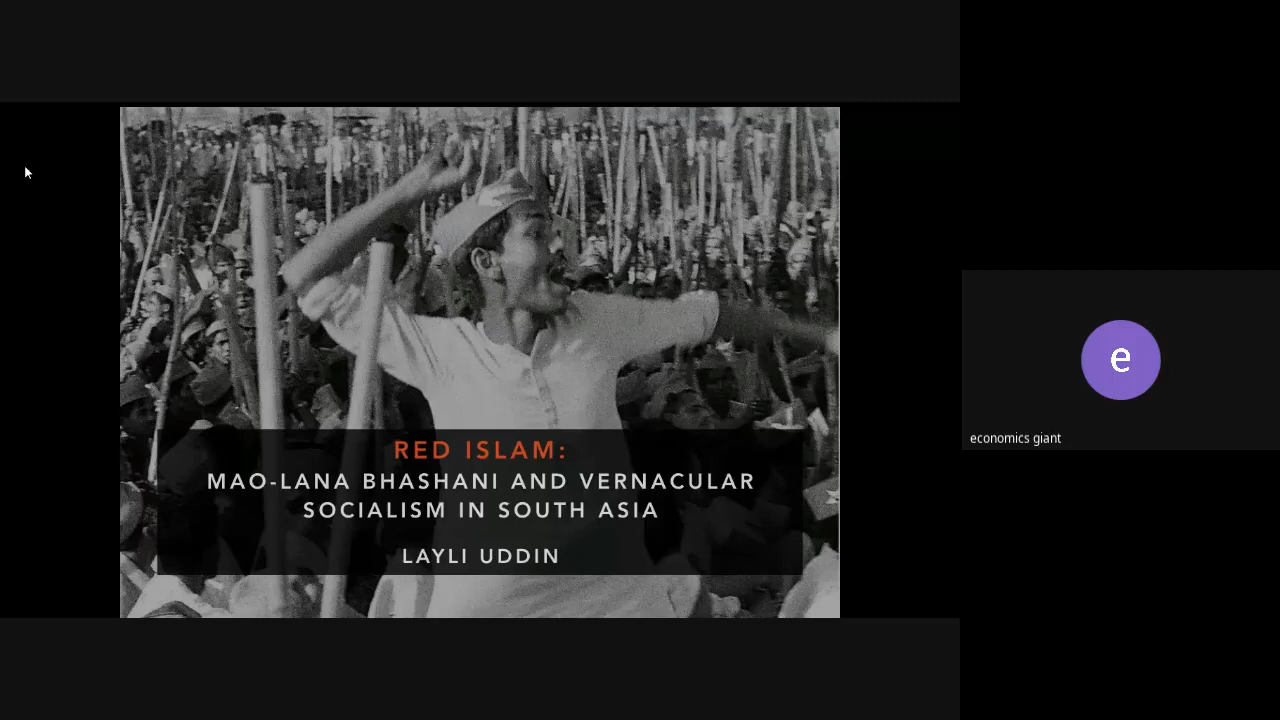 RED ISLAM:
MAO-LANA BHASHANI AND VERNACULAR
SOCIALISM IN SOUTH ASIA
LAYLI UDDIN
e
economics giant